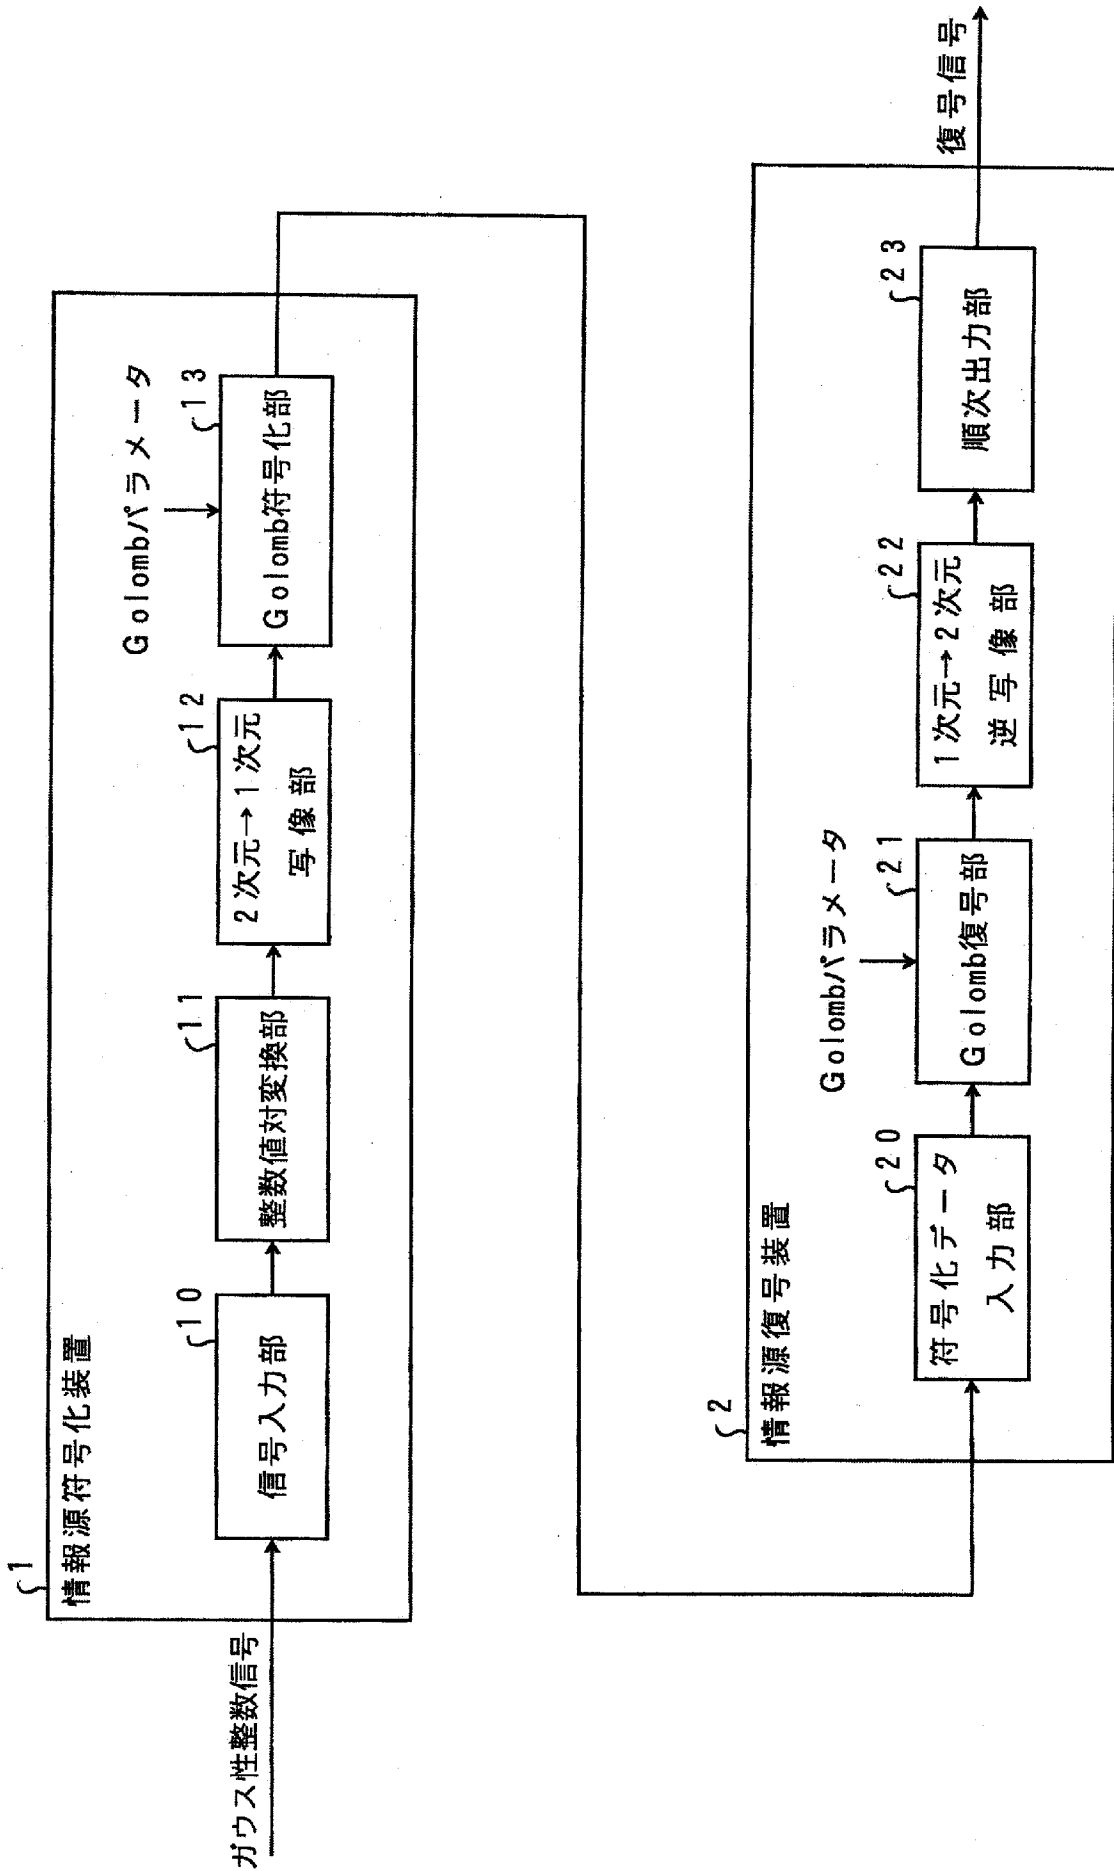 1
情報源符号化装置
ガウス性整数信号
10
信号入力部
11
整数値対変換部
12
2次元→1次元
写像部
Golombパラメータ
13
Golomb符号化部
2
情報源復号装置
20
符号化データ
入力部
Golombパラメータ
21
Golomb復号部
22
1次元→2次元
逆写像部
23
順次出力部
復号信号